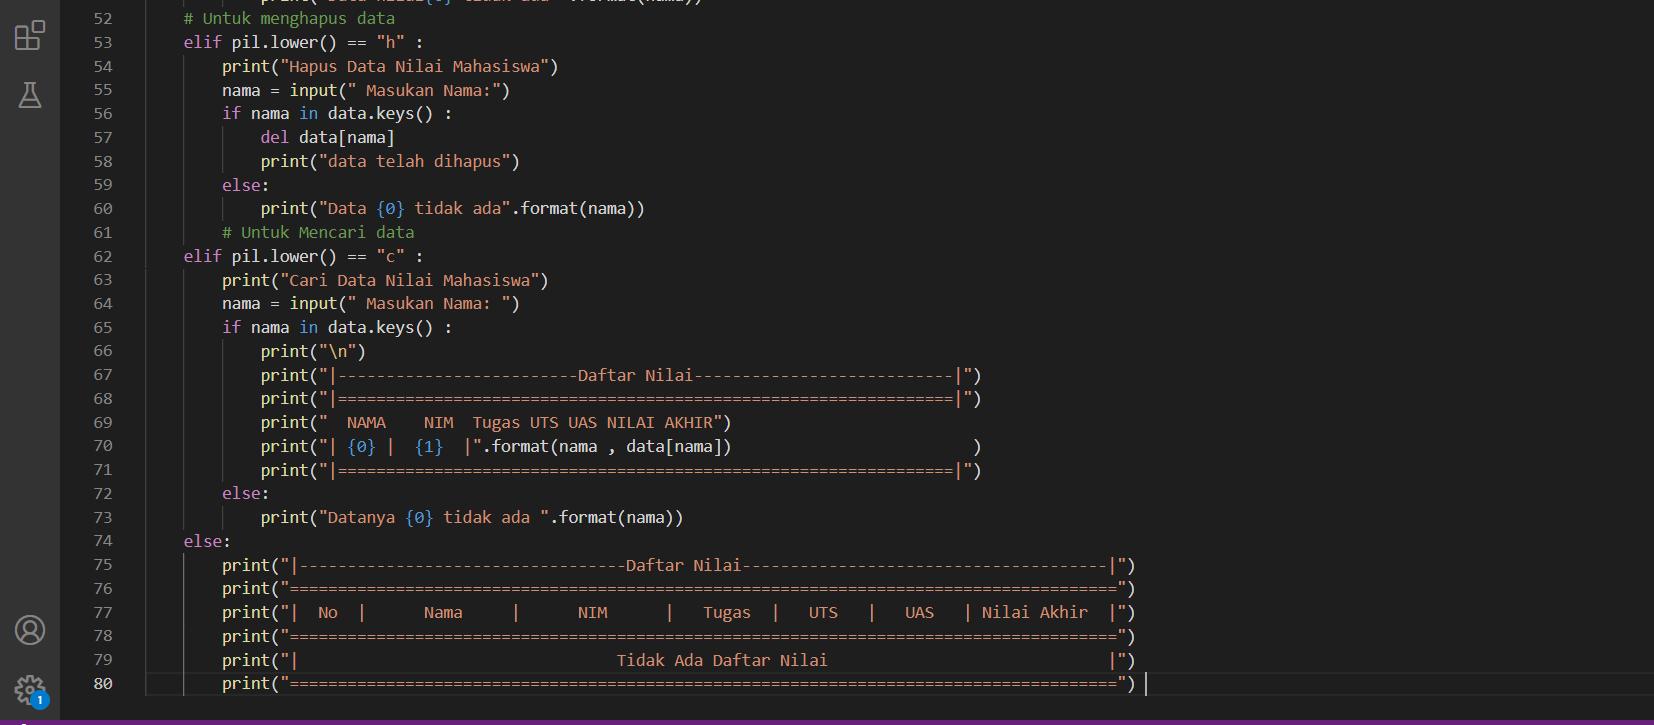 52 # Untuk menghapus data
53 elif pil.lower() == "h" :
54 print("Hapus Data Nilai Mahasiswa")
55 nama = input(" Masukan Nama:")
56 if nama in data.keys() :
57 del data[nama]
58 print("data telah dihapus")
59 else:
60 print("Data {0} tidak ada".format(nama))
61 # Untuk Mencari data
62 elif pil.lower() == "c" :
63 print("Cari Data Nilai Mahasiswa")
64 nama = input(" Masukan Nama: ")
65 if nama in data.keys() :
66 print("\n")
67 print("|-------------------------Daftar Nilai---------------------------|")
68 print("|================================================================|")
69 print("  NAMA    NIM  Tugas UTS UAS NILAI AKHIR")
70 print("| {0} |  {1}  |".format(nama , data[nama])                         )
71 print("|================================================================|")
72 else:
73 print("Datanya {0} tidak ada ".format(nama))
74 else:
75 print("|----------------------------------Daftar Nilai--------------------------------------|")
76 print("======================================================================================")
77 print("|  No  |      Nama     |      NIM      |   Tugas  |   UTS   |   UAS   | Nilai Akhir  |")
78 print("======================================================================================")
79 print("|                                 Tidak Ada Daftar Nilai                             |")
80 print("======================================================================================")
1